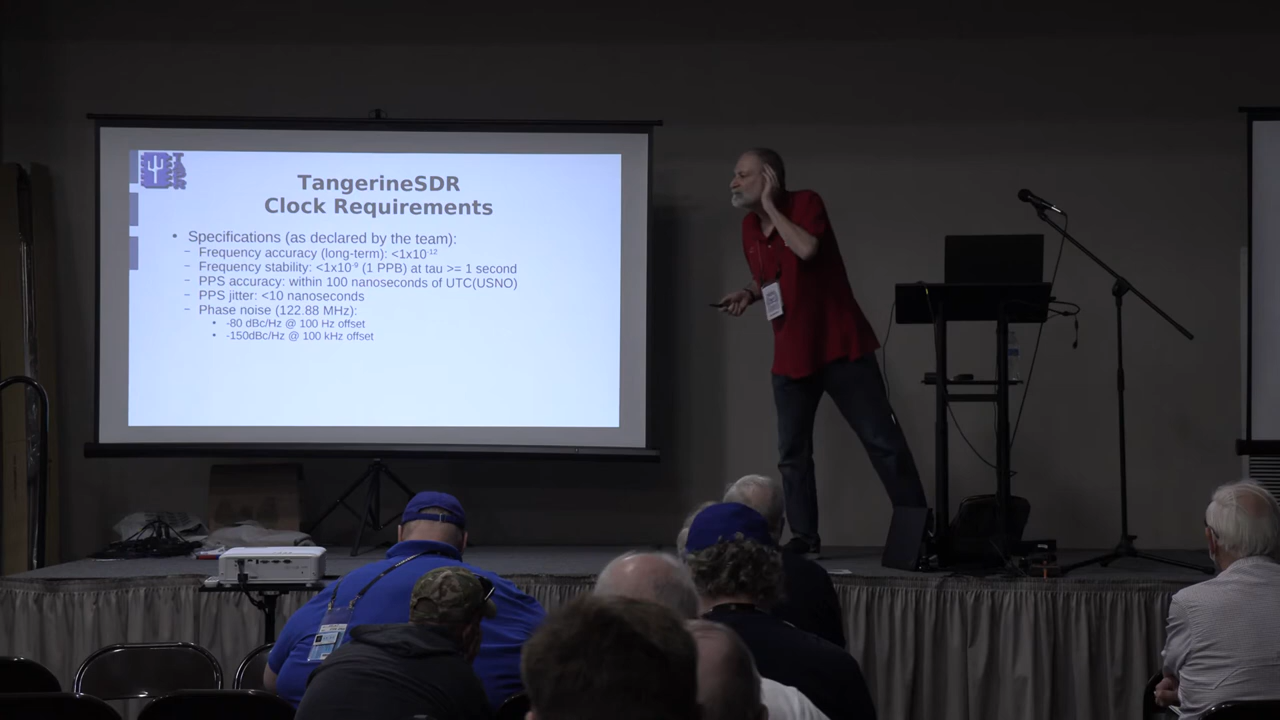 TangerineSDR
Clock Requirements
• Specifications (as declared by the team):
– Frequency accuracy (long-term): <1x10⁻¹²
– Frequency stability: <1x10⁻⁹ (1 PPB) at tau >= 1 second
– PPS accuracy: within 100 nanoseconds of UTC(USNO)
– PPS jitter: <10 nanoseconds
– Phase noise (122.88 MHz):
• -80 dBc/Hz @ 100 Hz offset
• -150dBc/Hz @ 100 kHz offset